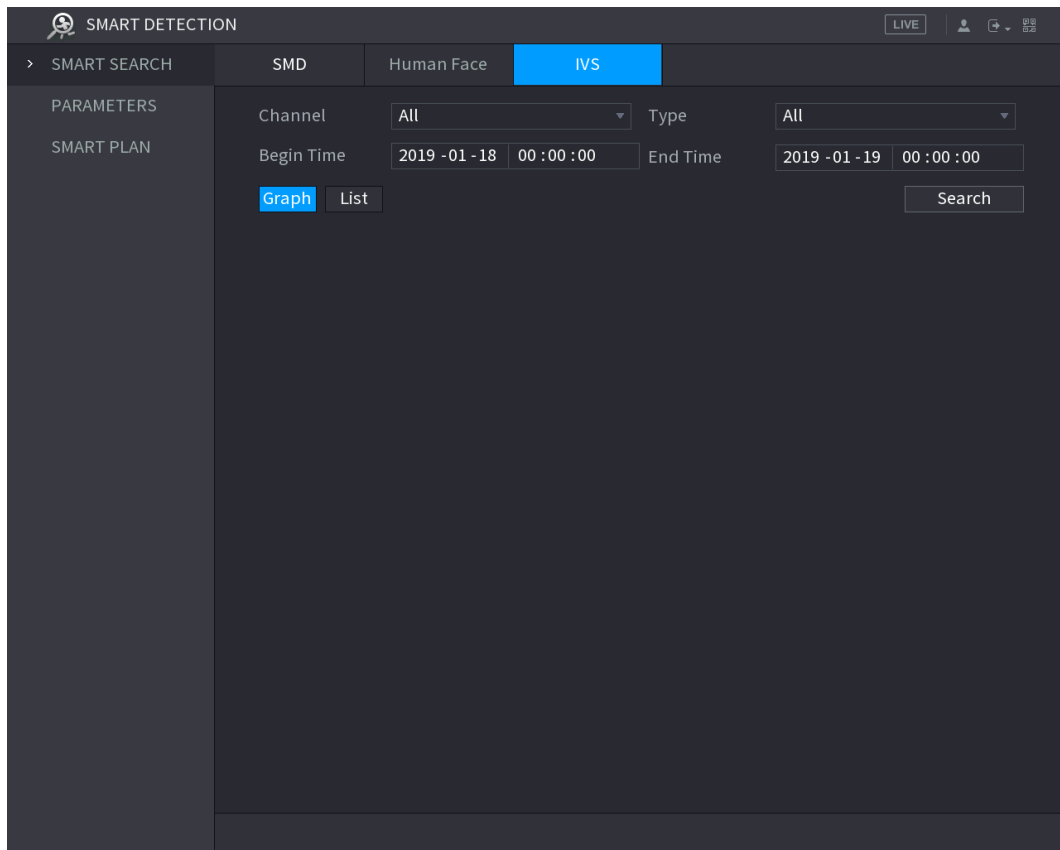 SMART DETECTION
LIVE
SMART SEARCH
SMD
Human Face
IVS
PARAMETERS
SMART PLAN
Channel
All
Type
All
Begin Time
2019 -01 -18
00 :00 :00
End Time
2019 -01 -19
00 :00 :00
Graph
List
Search